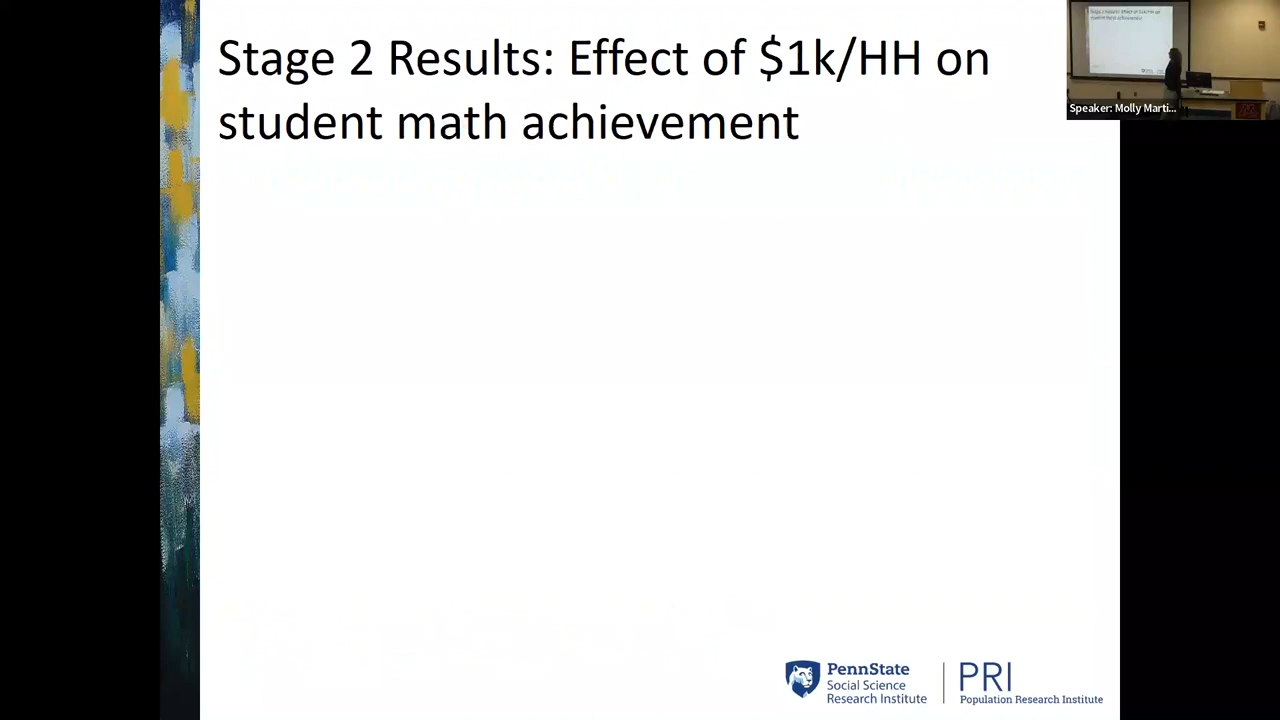 Stage 2 Results: Effect of $1k/HH on
student math achievement
Speaker: Molly Marti...
PennState
Social Science
Research Institute
PRI
Population Research Institute